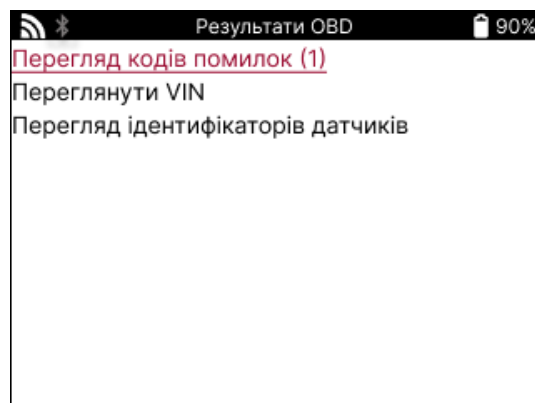 Результати OBD 90%
Перегляд кодів помилок (1)
Переглянути VIN
Перегляд ідентифікаторів датчиків